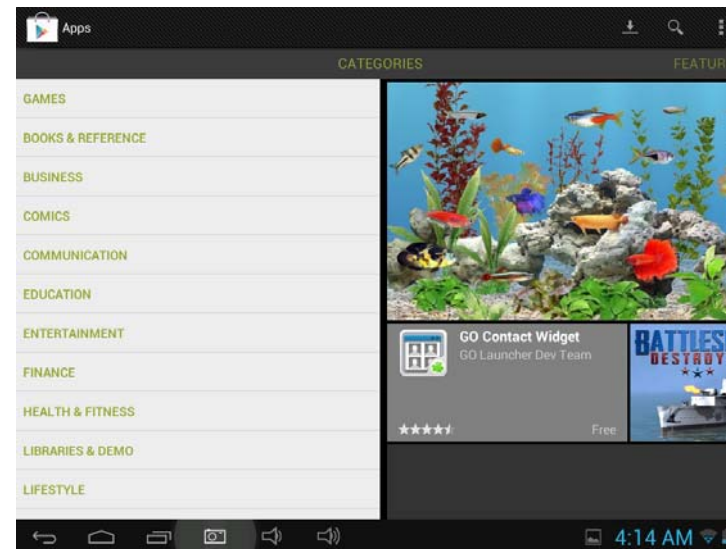 Apps
CATEGORIES
FEATUR
GAMES
BOOKS & REFERENCE
BUSINESS
COMICS
COMMUNICATION
EDUCATION
ENTERTAINMENT
FINANCE
HEALTH & FITNESS
LIBRARIES & DEMO
LIFESTYLE
GO Contact Widget
GO Launcher Dev Team
Free
BATTLES
DESTROY
4:14 AM